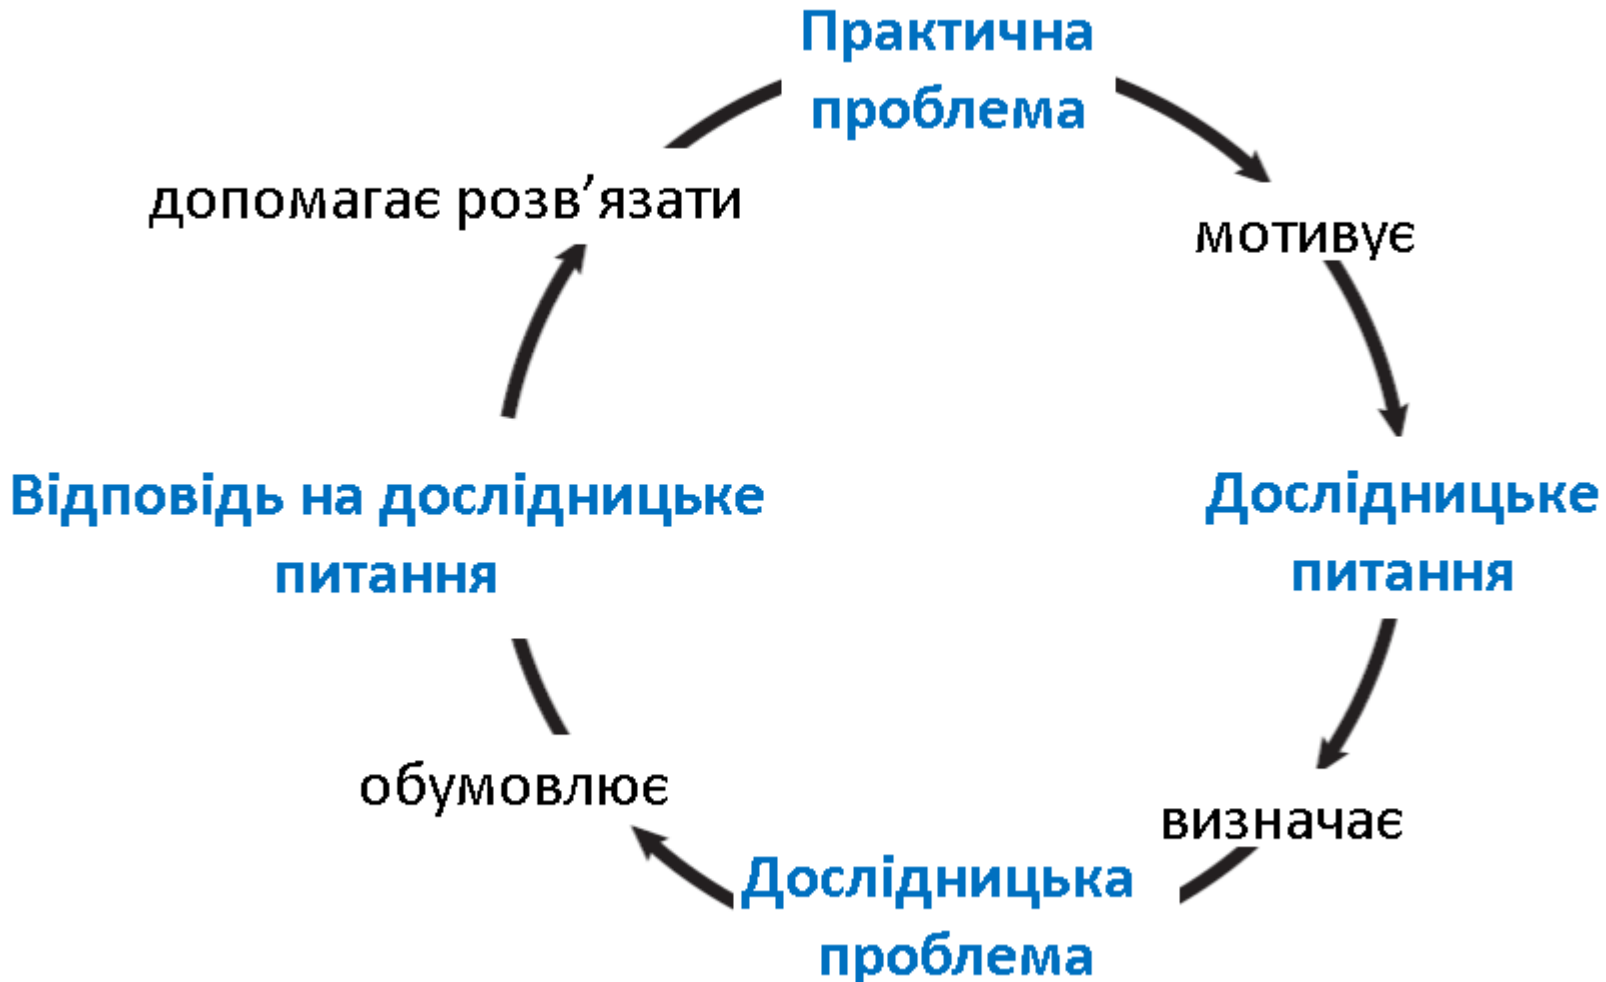 Практична
проблема
мотивує
Дослідницьке
питання
визначає
Дослідницька
проблема
обумовлює
Відповідь на дослідницьке
питання
допомагає розв’язати